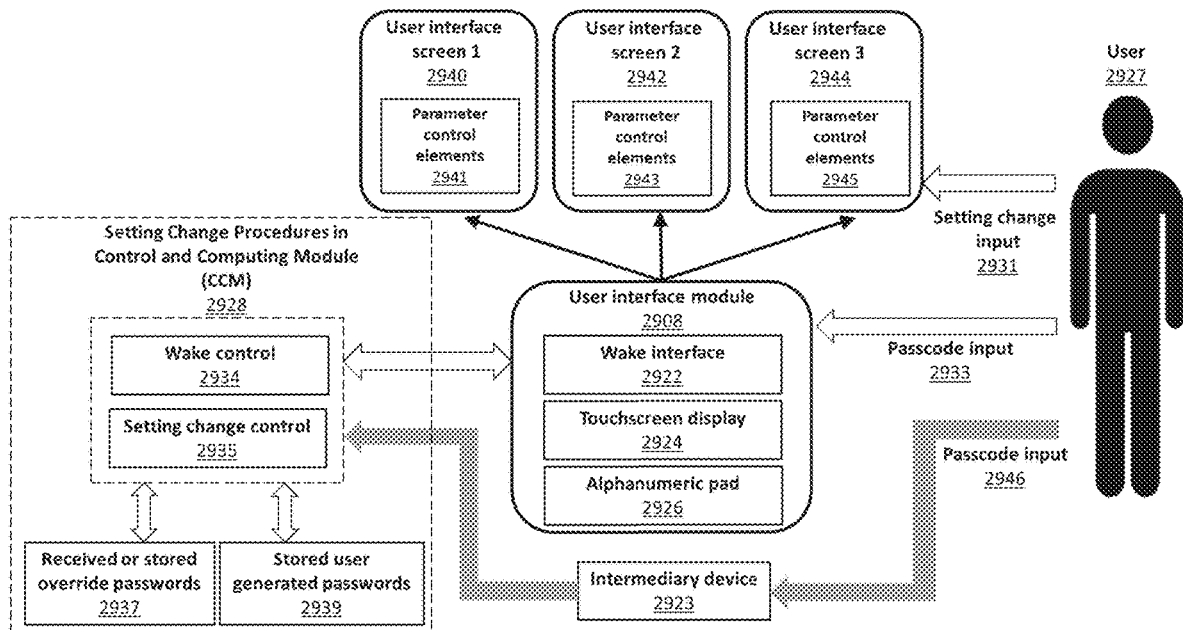 User interface
screen 1
2940
Parameter
control
elements
2941
User interface
screen 2
2942
Parameter
control
elements
2943
User interface
screen 3
2944
Parameter
control
elements
2945
User
2927
Setting change
input
2931
Setting Change Procedures in
Control and Computing Module
(CCM)
2928
Wake control
2934
Setting change control
2935
Received or stored
override passwords
2937
Stored user
generated passwords
2939
User interface module
2908
Wake interface
2922
Touchscreen display
2924
Alphanumeric pad
2926
Passcode input
2933
Passcode input
2946
Intermediary device
2923